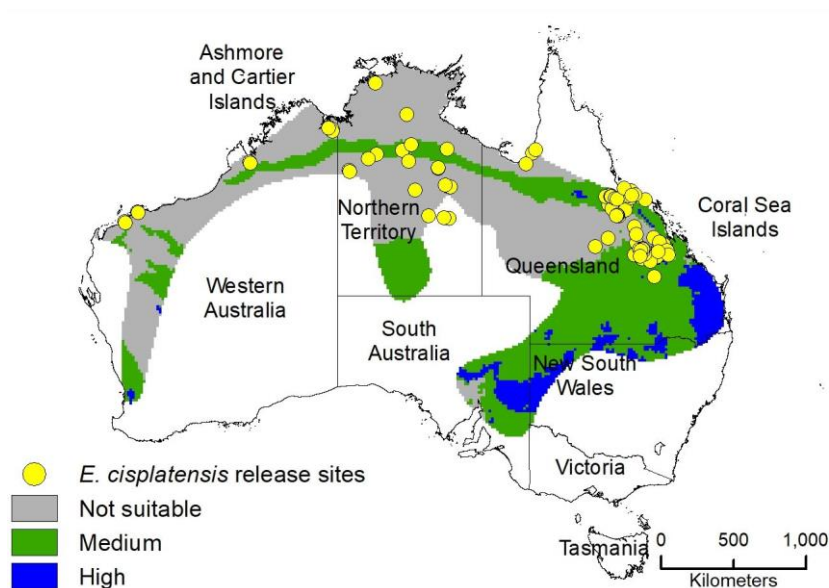 Ashmore
and Cartier
Islands
Northern
Territory
Coral Sea
Islands
Queensland
Western
Australia
South
Australia
New South
Wales
Victoria
Tasmania
E. cisplatensis release sites
Not suitable
Medium
High
0 500 1,000
Kilometers